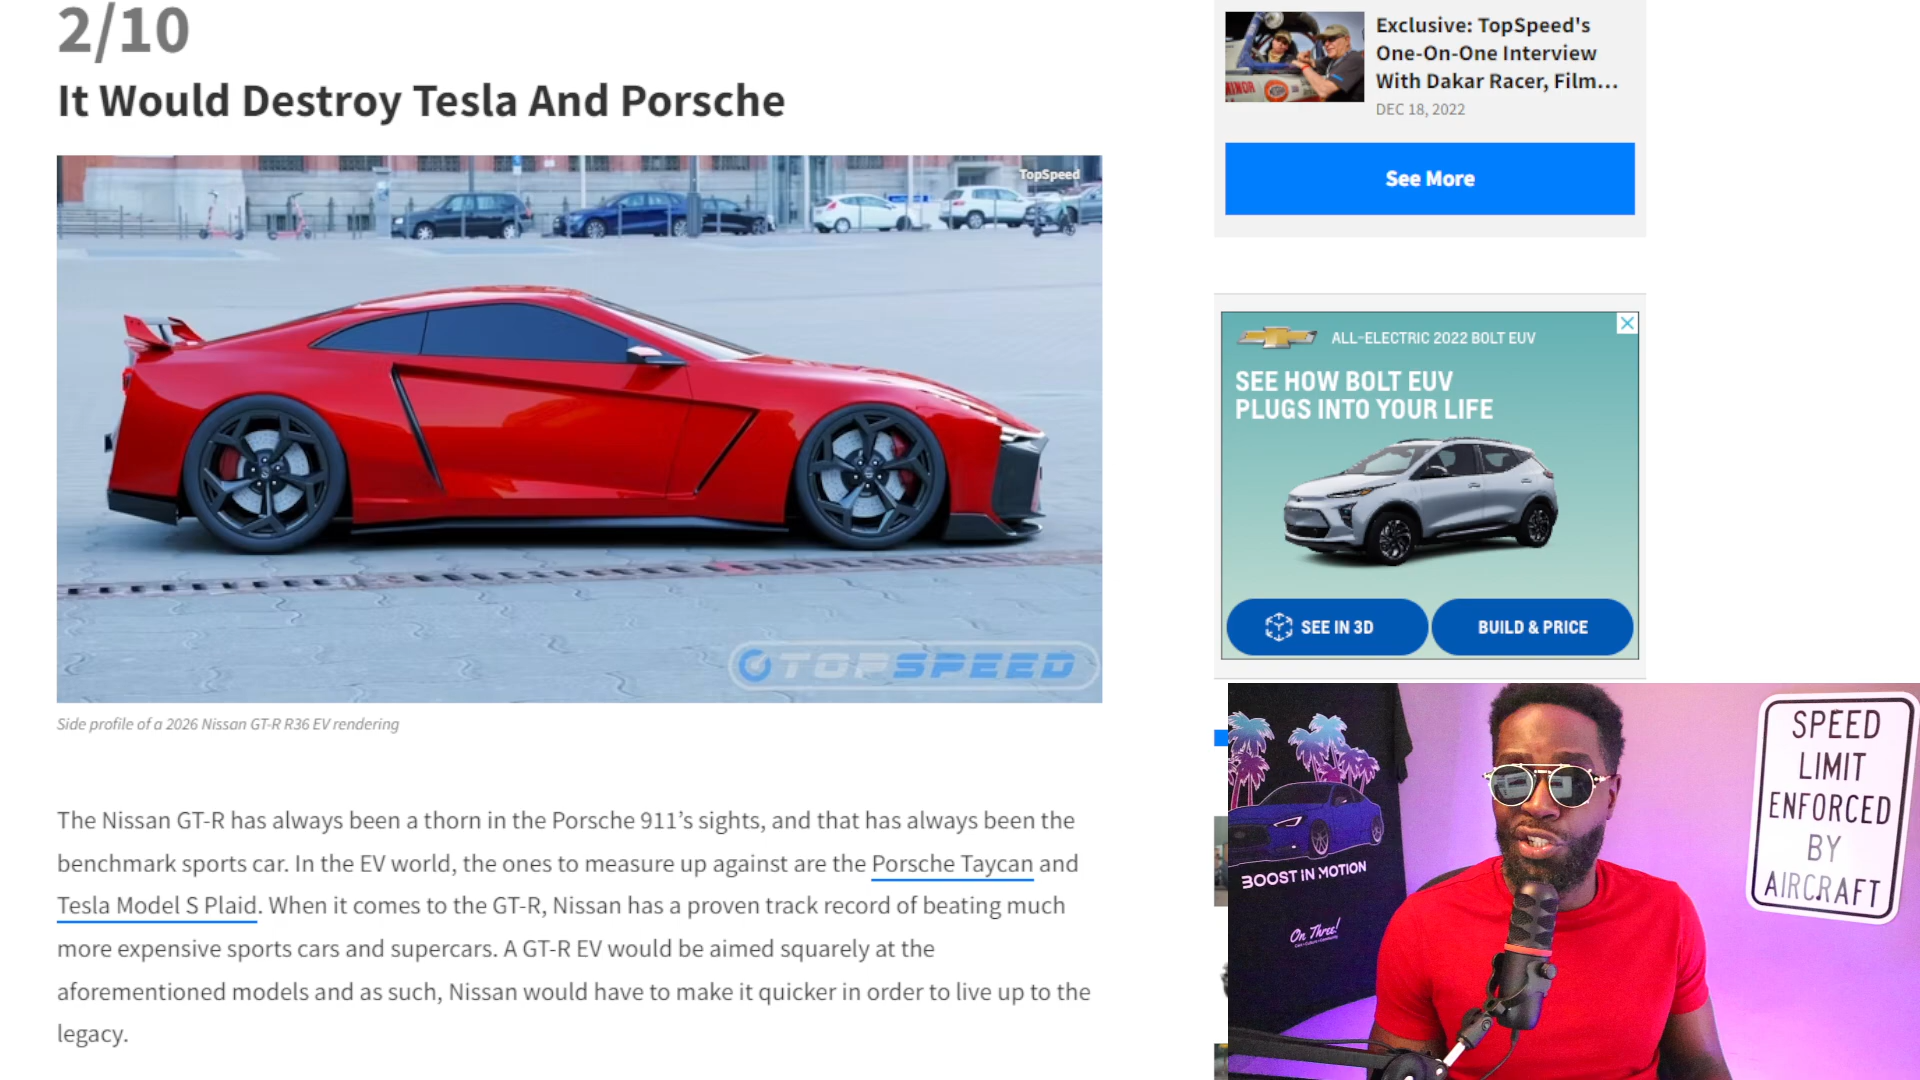 2/10
It Would Destroy Tesla And Porsche
TopSpeed
TOPSPEED
Side profile of a 2026 Nissan GT-R R36 EV rendering
The Nissan GT-R has always been a thorn in the Porsche 911’s sights, and that has always been the
benchmark sports car. In the EV world, the ones to measure up against are the Porsche Taycan and
Tesla Model S Plaid. When it comes to the GT-R, Nissan has a proven track record of beating much
more expensive sports cars and supercars. A GT-R EV would be aimed squarely at the
aforementioned models and as such, Nissan would have to make it quicker in order to live up to the
legacy.
Exclusive: TopSpeed's
One-On-One Interview
With Dakar Racer, Film...
DEC 18, 2022
See More
ALL-ELECTRIC 2022 BOLT EUV
SEE HOW BOLT EUV
PLUGS INTO YOUR LIFE
SEE IN 3D
BUILD & PRICE
BOOST IN MOTION
On Three!
SPEED
LIMIT
ENFORCED
BY
AIRCRAFT